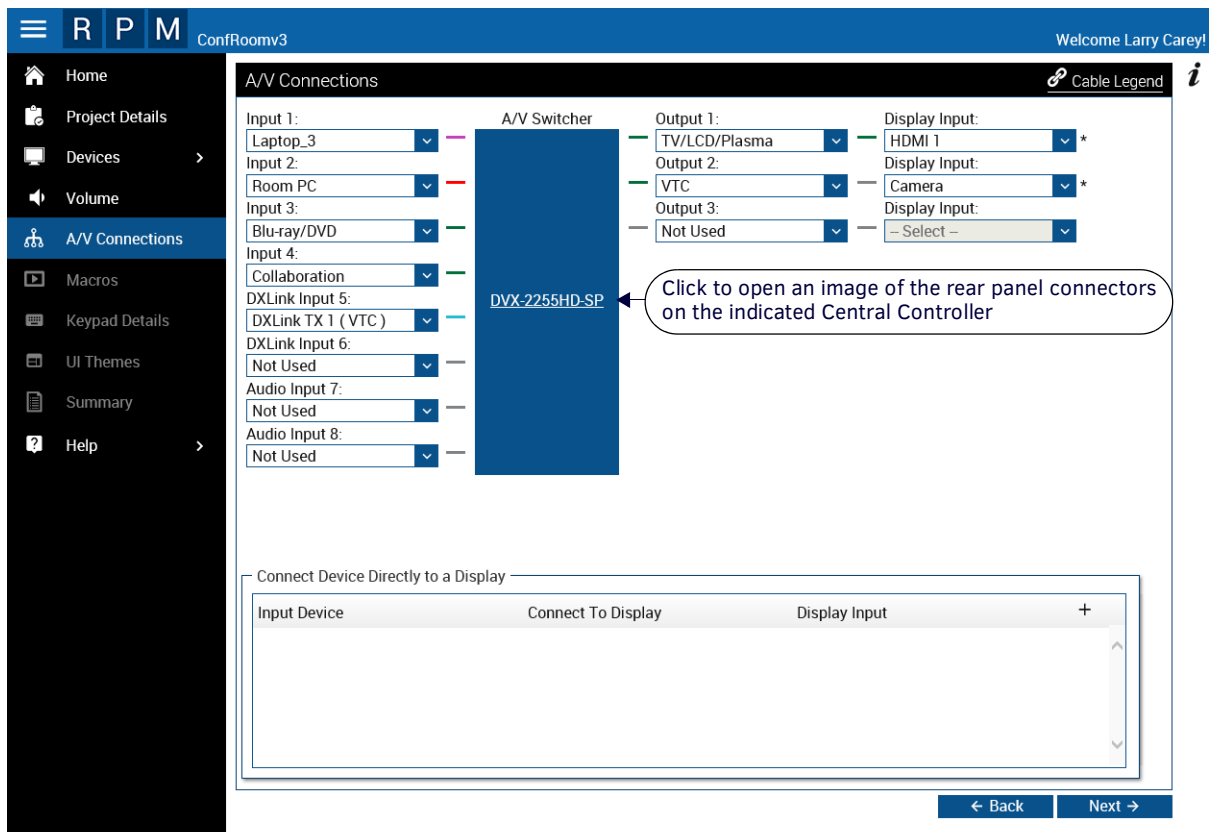 R P M ConfRoomv3 Welcome Larry Carey!
Home
Project Details
Devices
Volume
A/V Connections
Macros
Keypad Details
UI Themes
Summary
Help
A/V Connections Cable Legend i
Input 1:
Laptop_3
Input 2:
Room PC
Input 3:
Blu-ray/DVD
Input 4:
Collaboration
DXLink Input 5:
DXLink TX 1 ( VTC )
DXLink Input 6:
Not Used
Audio Input 7:
Not Used
Audio Input 8:
Not Used
A/V Switcher
DVX-2255HD-SP
Output 1: Display Input:
TV/LCD/Plasma HDMI 1 *
Output 2: Display Input:
VTC Camera *
Output 3: Display Input:
Not Used – Select –
Click to open an image of the rear panel connectors
on the indicated Central Controller
Connect Device Directly to a Display
Input Device Connect To Display Display Input +
← Back Next →